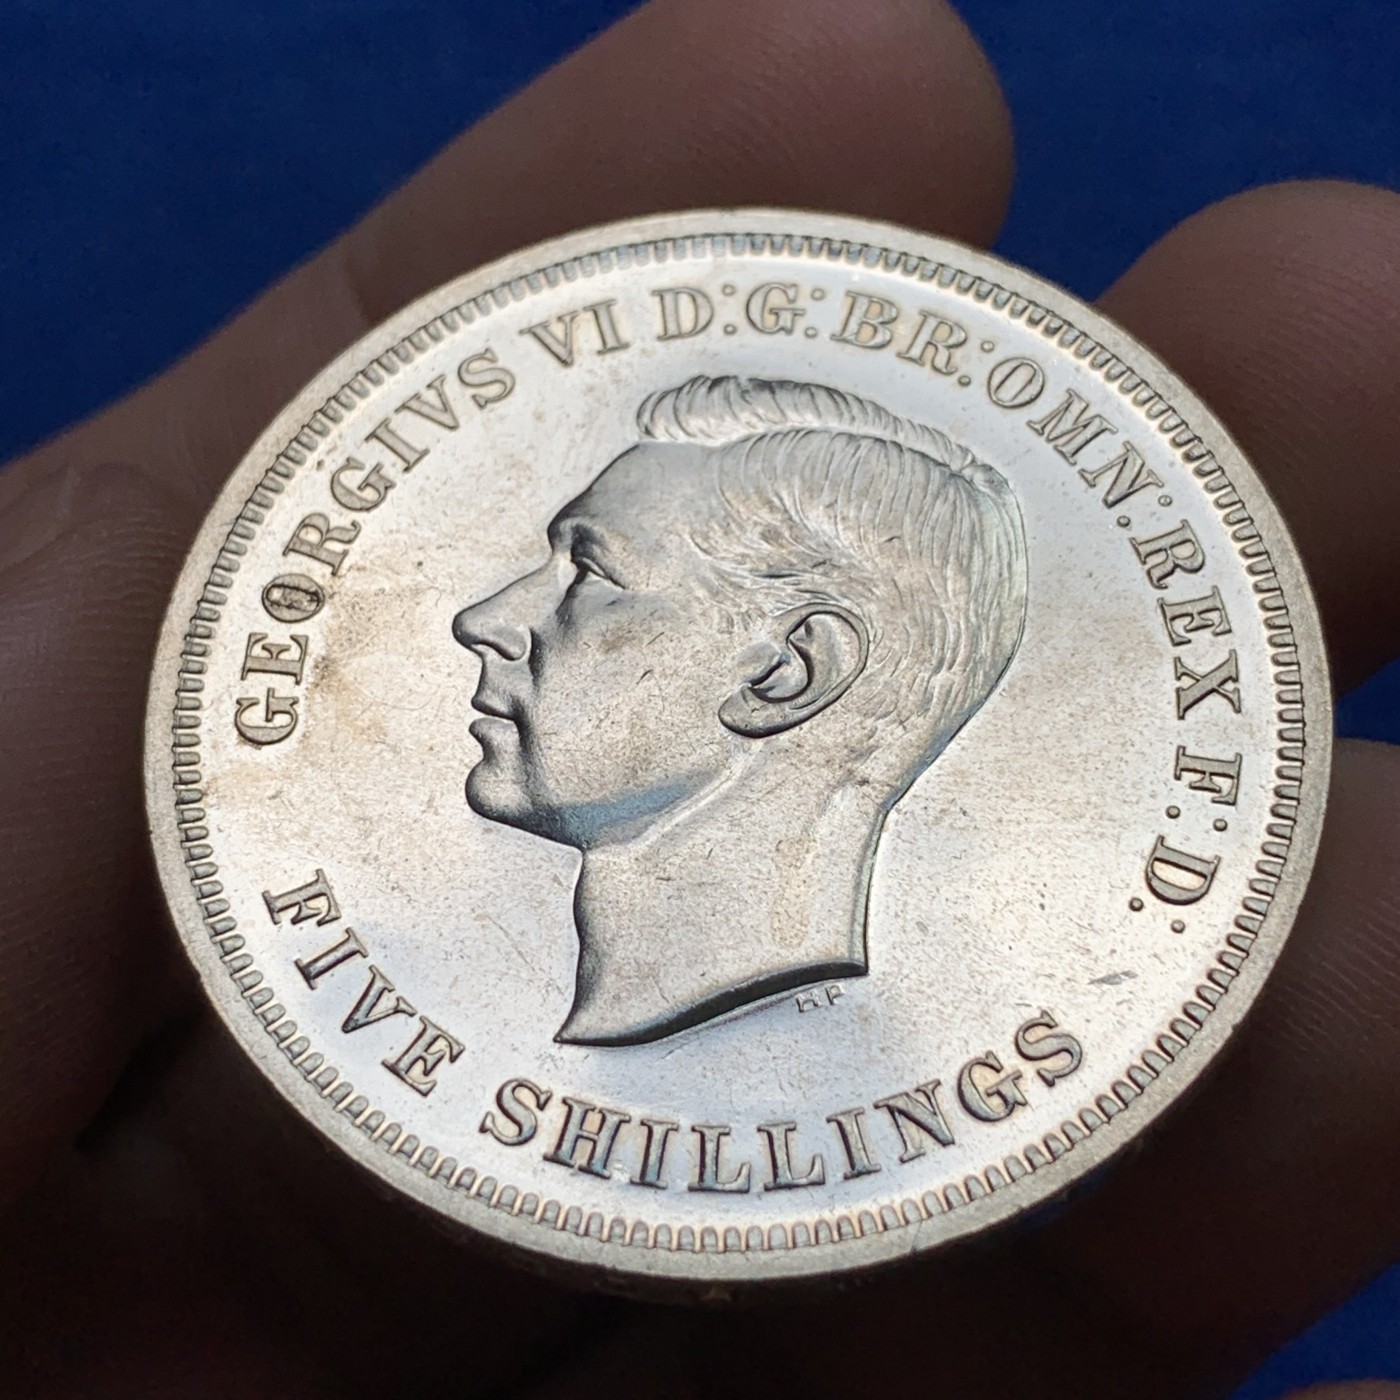 GEORGIVS VI D:G:BR:OMN:REX F:D:
HP
FIVE SHILLINGS